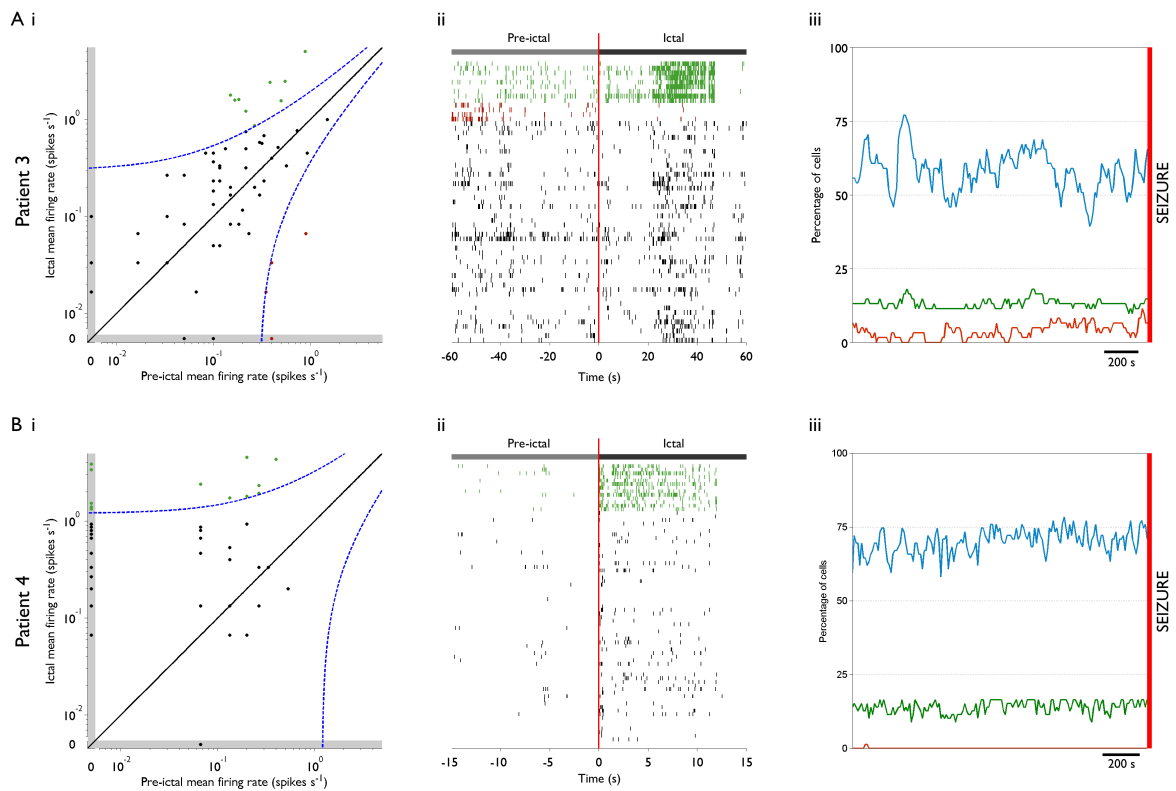 A i
ii
iii
Patient 3
Ictal mean firing rate (spikes s⁻¹)
10⁰
10⁻¹
10⁻²
0
0 10⁻² 10⁻¹ 10⁰
Pre-ictal mean firing rate (spikes s⁻¹)
Pre-ictal Ictal
-60 -40 -20 0 20 40 60
Time (s)
Percentage of cells
100
75
50
25
0
200 s
SEIZURE
B i
ii
iii
Patient 4
Ictal mean firing rate (spikes s⁻¹)
10⁰
10⁻¹
10⁻²
0
0 10⁻² 10⁻¹ 10⁰
Pre-ictal mean firing rate (spikes s⁻¹)
Pre-ictal Ictal
-15 -10 -5 0 5 10 15
Time (s)
Percentage of cells
100
75
50
25
0
200 s
SEIZURE